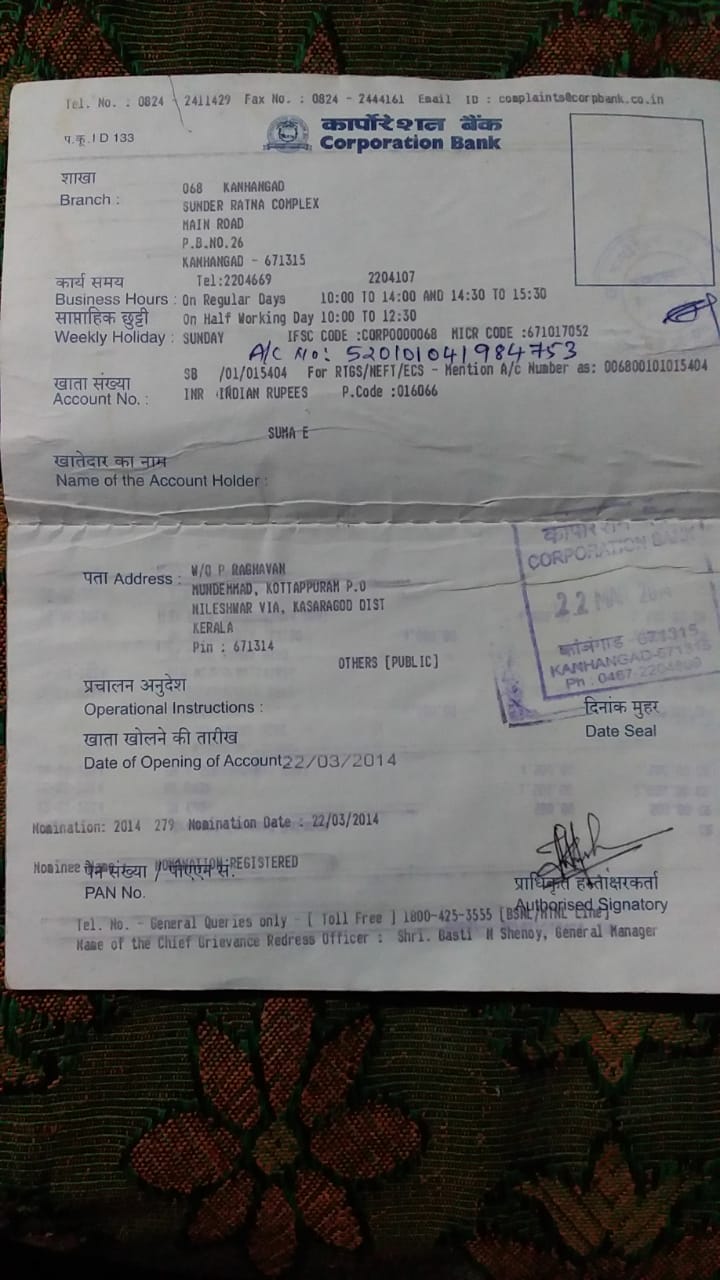 Tel. No. : 0824 - 2411429 Fax No. : 0824 - 2444161 Email ID : complaints@corpbank.co.in
प.कू.I D 133
कार्पोरेशन बैंक
Corporation Bank
शाखा
Branch :
068 KANHANGAD
SUNDER RATNA COMPLEX
MAIN ROAD
P.B.NO.26
KANHANGAD - 671315
Tel:2204669 2204107
कार्य समय
Business Hours : On Regular Days 10:00 TO 14:00 AND 14:30 TO 15:30
साप्ताहिक छुट्टी On Half Working Day 10:00 TO 12:30
Weekly Holiday : SUNDAY IFSC CODE :CORP0000068 MICR CODE :671017052
A/C No: 520101041984753
खाता संख्या SB /01/015404 For RTGS/NEFT/ECS - Mention A/c Number as: 006800101015404
Account No. : INR INDIAN RUPEES P.Code :016066
SUMA E
खातेदार का नाम
Name of the Account Holder :
कार्पोरेशन
CORPORATION BANK
22
कांजंगाड 671315
KANHANGAD-671315
Ph : 0467-
पता Address : W/O P RAGHAVAN
MUNDEMMAD, KOTTAPPURAM P.O
NILESHWAR VIA, KASARAGOD DIST
KERALA
Pin : 671314
OTHERS [PUBLIC]
प्रचालन अनुदेश
Operational Instructions :
दिनांक मुहर
Date Seal
खाता खोलने की तारीख
Date of Opening of Account 22/03/2014
Nomination: 2014 279 Nomination Date : 22/03/2014
Nominee NOMINATION REGISTERED
पैन संख्या / पीएएन सं.
PAN No.
प्राधिकृत हस्ताक्षरकर्ता
Authorised Signatory
Tel. No. - General Queries only - [ Toll Free ] 1800-425-3555 [BSNL/MTNL Line]
Name of the Chief Grievance Redress Officer : Shri. Basti M Shenoy, General Manager